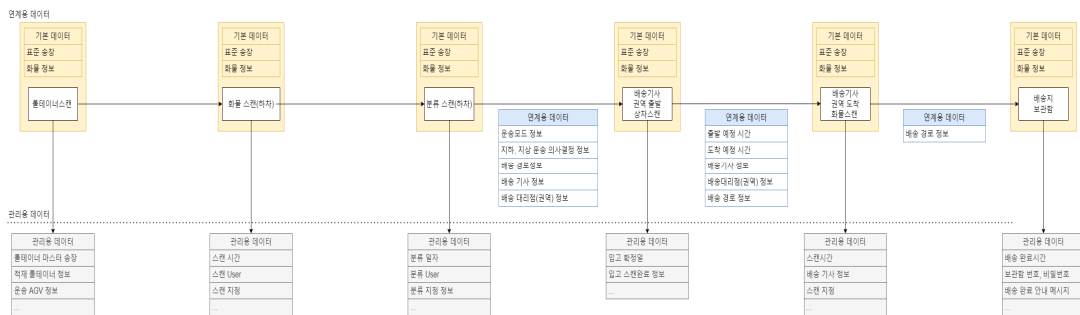 연계용 데이터
기본 데이터
표준 송장
화물 정보
롤테이너스캔
기본 데이터
표준 송장
화물 정보
화물 스캔(하차)
기본 데이터
표준 송장
화물 정보
분류 스캔(하차)
연계용 데이터
운송모드 정보
지하, 지상 운송 의사결정 정보
배송 경로정보
배송 기사 정보
배송 대리점(권역) 정보
기본 데이터
표준 송장
화물 정보
배송기사
권역 출발
상차스캔
연계용 데이터
출발 예정 시간
도착 예정 시간
배송기사 정보
배송대리점(권역) 정보
배송 경로 정보
기본 데이터
표준 송장
화물 정보
배송기사
권역 도착
화물스캔
연계용 데이터
배송 경로 정보
기본 데이터
표준 송장
화물 정보
배송지
보관함
관리용 데이터
관리용 데이터
롤테이너 마스터 송장
적재 롤테이너 정보
운송 AGV 정보
...
관리용 데이터
스캔 시간
스캔 User
스캔 지점
...
관리용 데이터
분류 일자
분류 User
분류 지점 정보
...
관리용 데이터
입고 확정일
입고 스캔완료 정보
...
관리용 데이터
스캔시간
배송 기사 정보
스캔 지점
...
관리용 데이터
배송 완료시간
보관함 번호, 비밀번호
배송 완료 안내 메시지
...